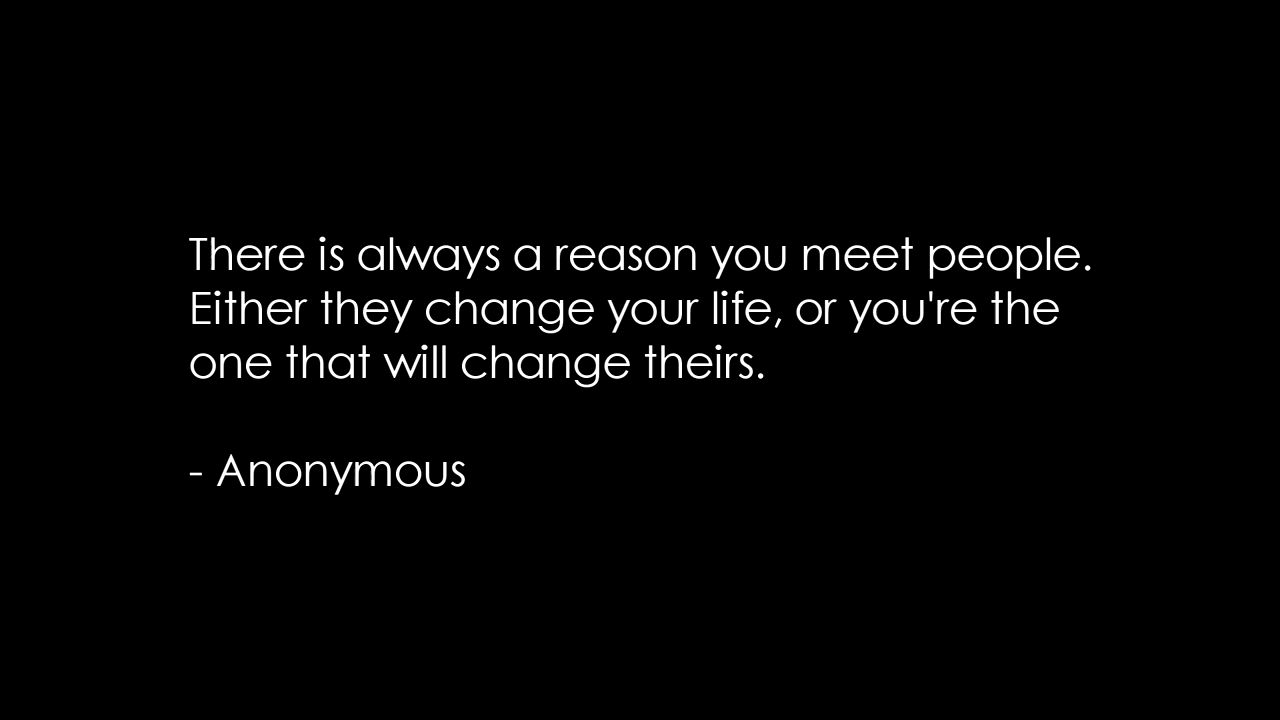 There is always a reason you meet people.
Either they change your life, or you're the
one that will change theirs.
- Anonymous